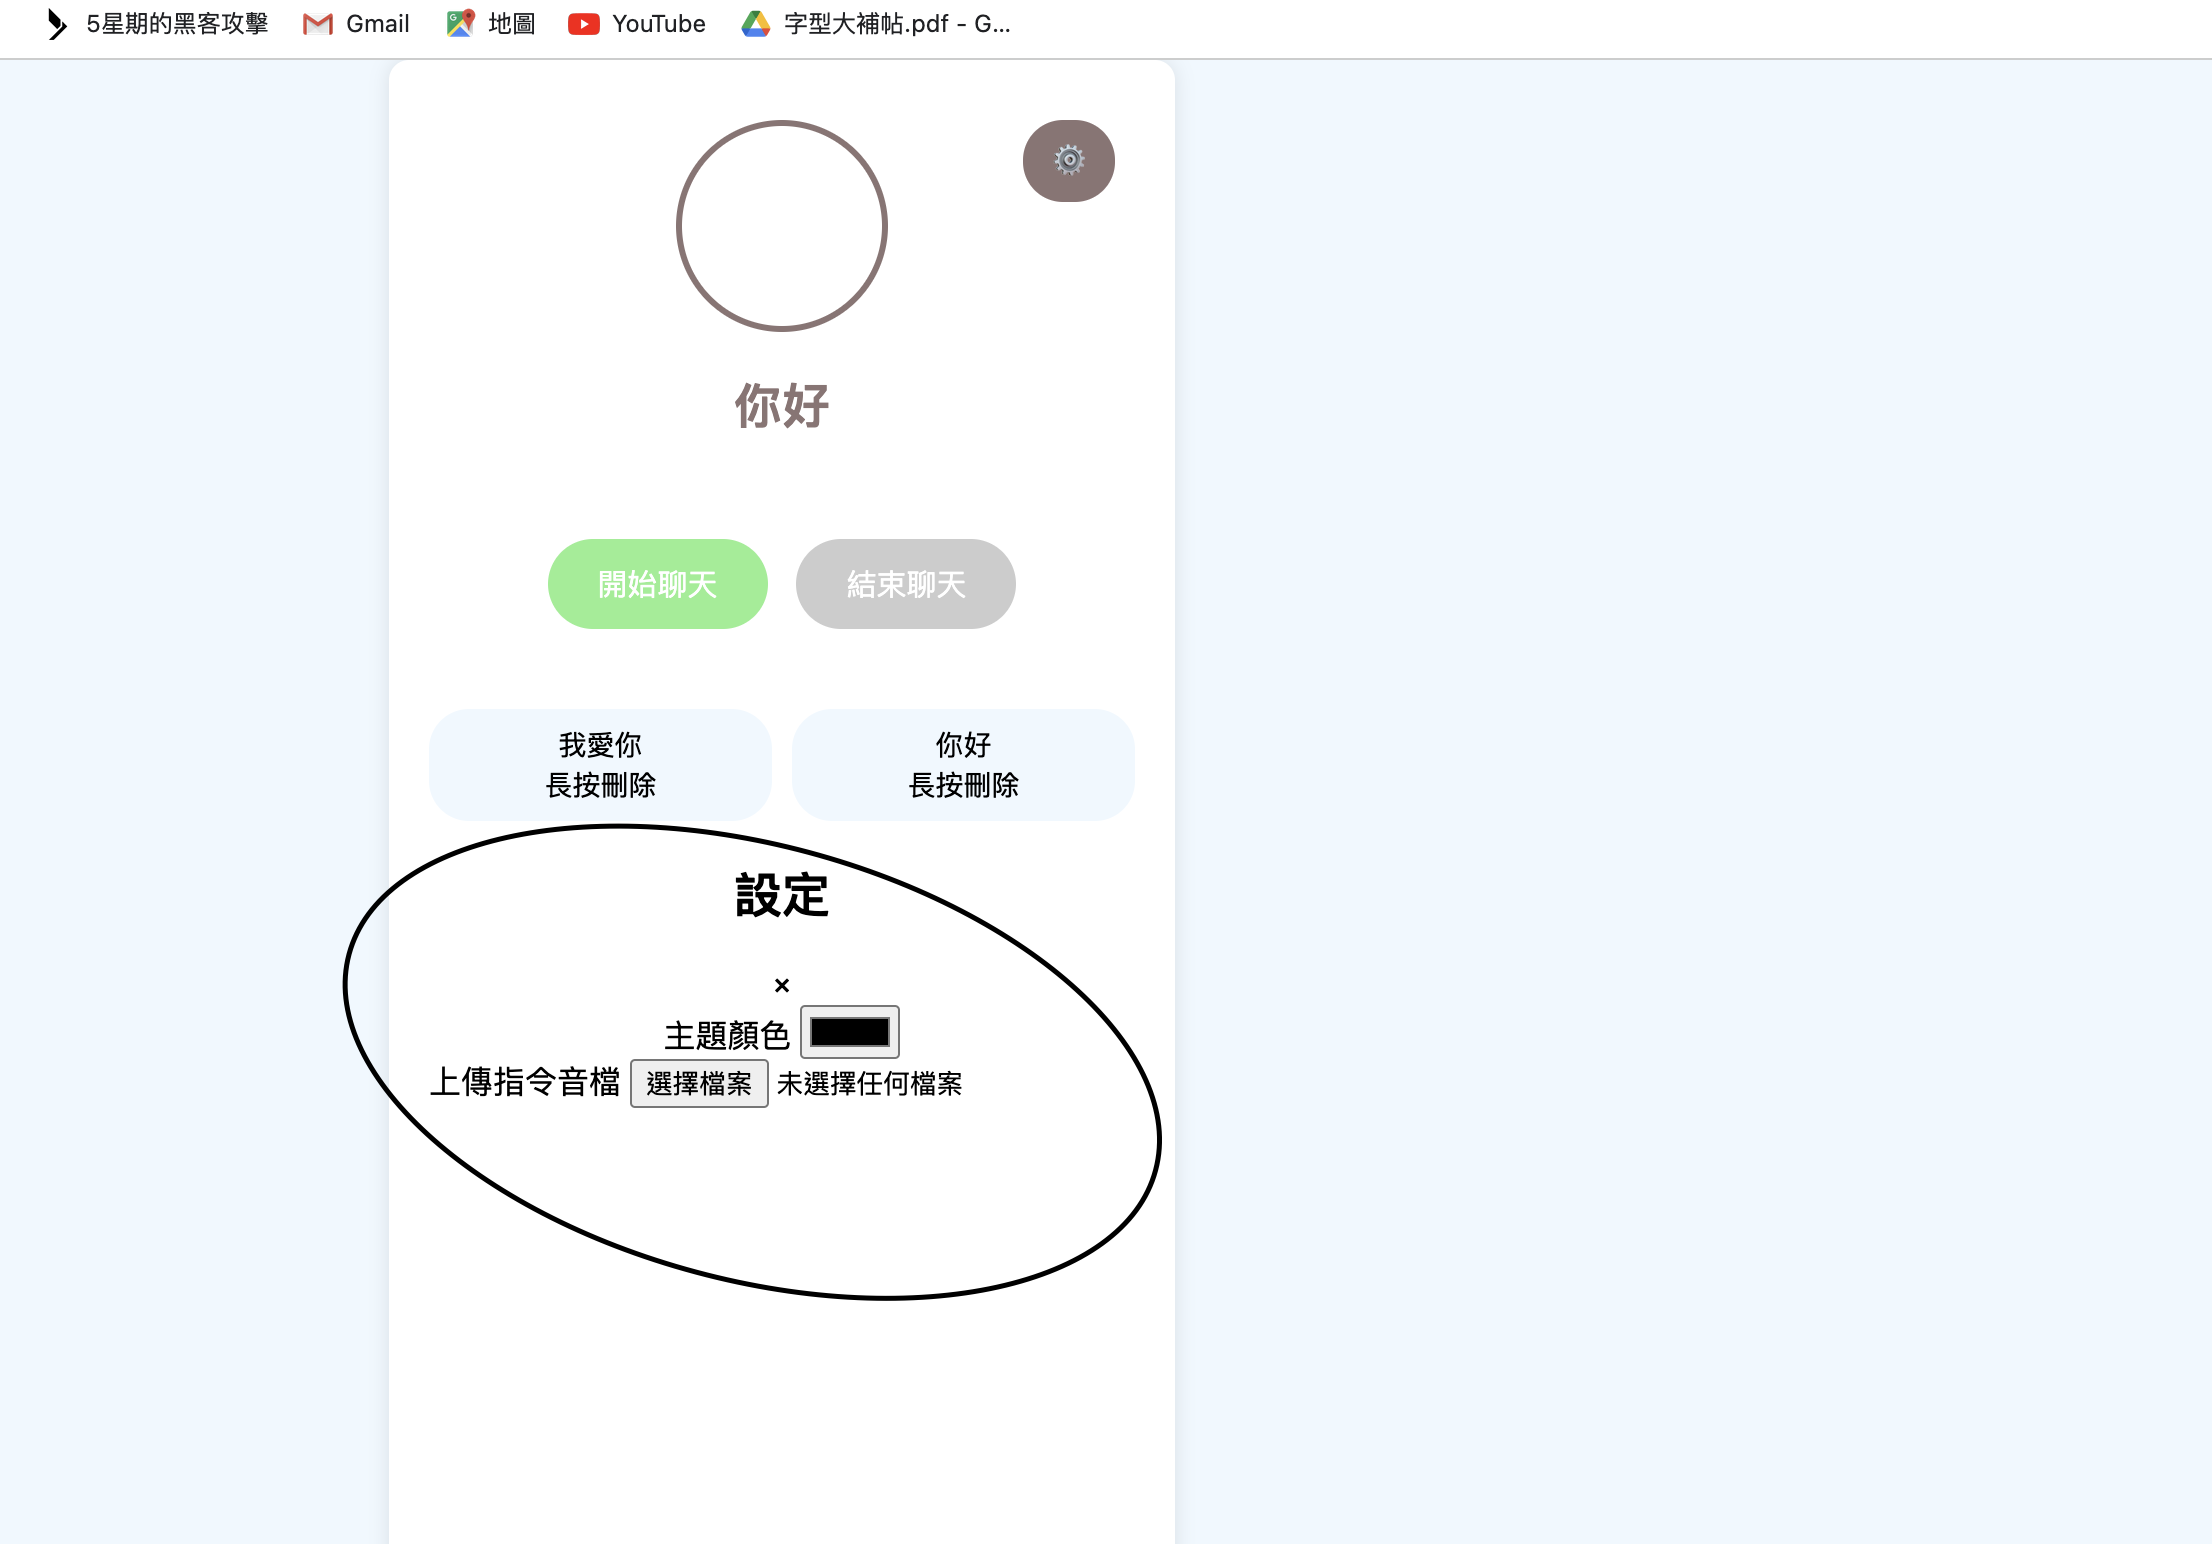 5星期的黑客攻擊 Gmail 地圖 YouTube 字型大補帖.pdf - G...
你好
開始聊天 結束聊天
我愛你 你好
長按刪除 長按刪除
設定
×
主題顏色
上傳指令音檔 選擇檔案 未選擇任何檔案